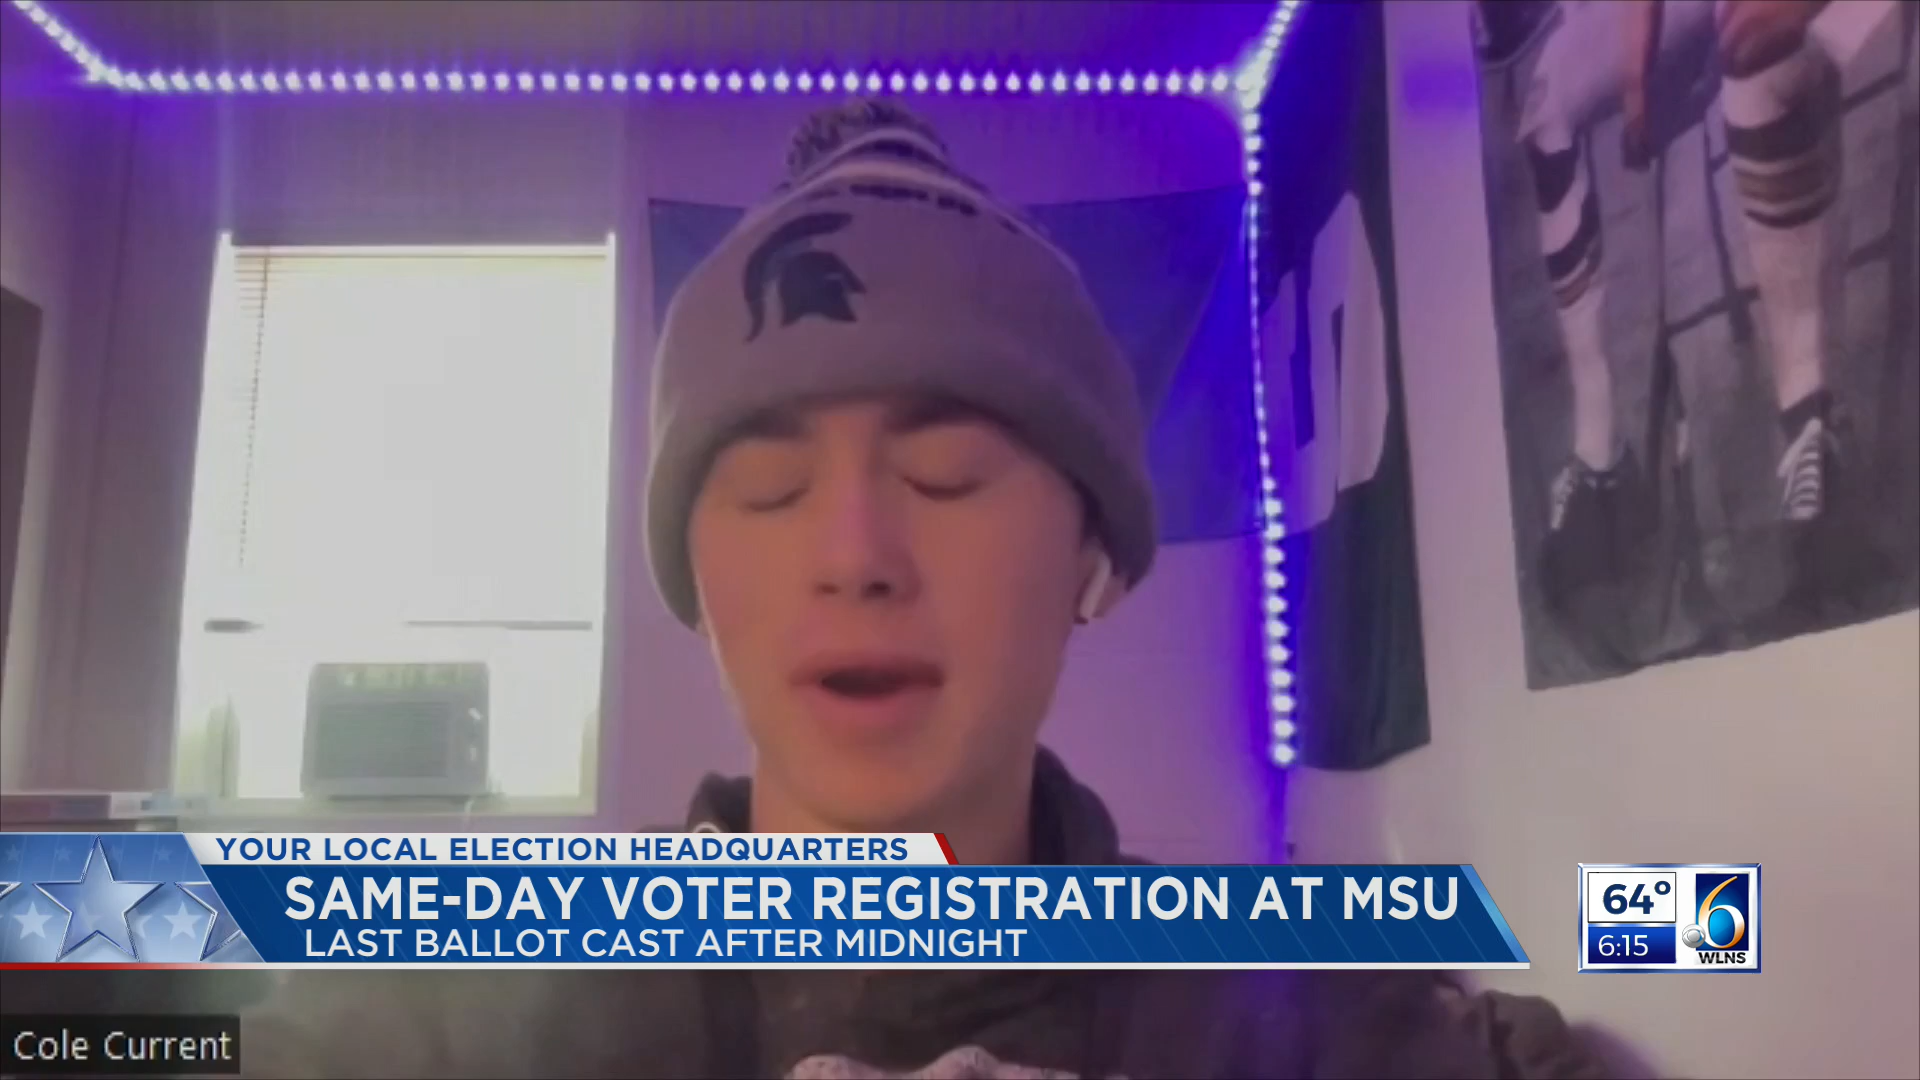 YOUR LOCAL ELECTION HEADQUARTERS
SAME-DAY VOTER REGISTRATION AT MSU
LAST BALLOT CAST AFTER MIDNIGHT
64°
6:15
6
WLNS
Cole Current